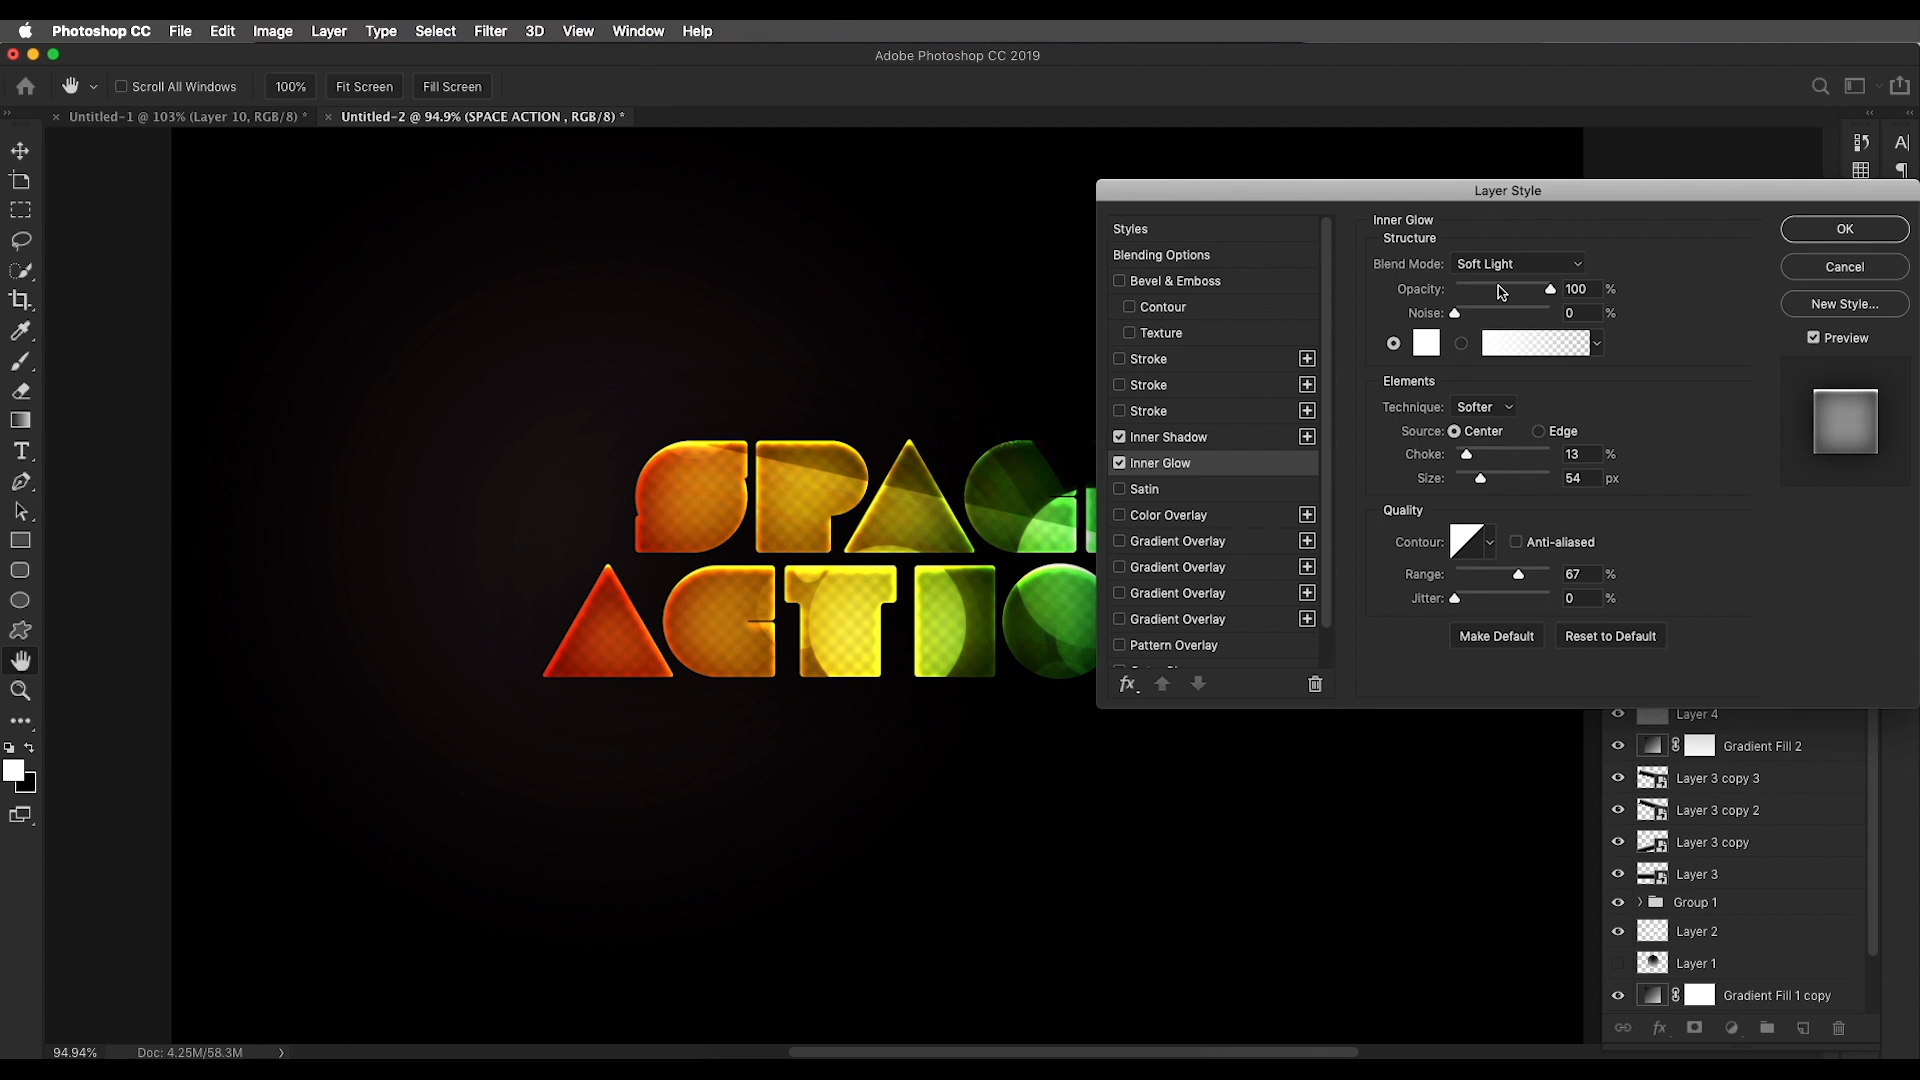 Photoshop CC File Edit Image Layer Type Select Filter 3D View Window Help
Adobe Photoshop CC 2019
Scroll All Windows 100% Fit Screen Fill Screen
× Untitled-1 @ 103% (Layer 10, RGB/8) * × Untitled-2 @ 94.9% (SPACE ACTION , RGB/8) *
Layer Style
Styles
Blending Options
Bevel & Emboss
Contour
Texture
Stroke
Stroke
Stroke
Inner Shadow
Inner Glow
Satin
Color Overlay
Gradient Overlay
Gradient Overlay
Gradient Overlay
Gradient Overlay
Pattern Overlay
fx
Inner Glow
Structure
Blend Mode: Soft Light
Opacity: 100 %
Noise: 0 %
Elements
Technique: Softer
Source: Center Edge
Choke: 13 %
Size: 54 px
Quality
Contour: Anti-aliased
Range: 67 %
Jitter: 0 %
Make Default Reset to Default
OK
Cancel
New Style...
Preview
SPACE
ACTIO
Layer 4
Gradient Fill 2
Layer 3 copy 3
Layer 3 copy 2
Layer 3 copy
Layer 3
Group 1
Layer 2
Layer 1
Gradient Fill 1 copy
fx
94.94% Doc: 4.25M/58.3M